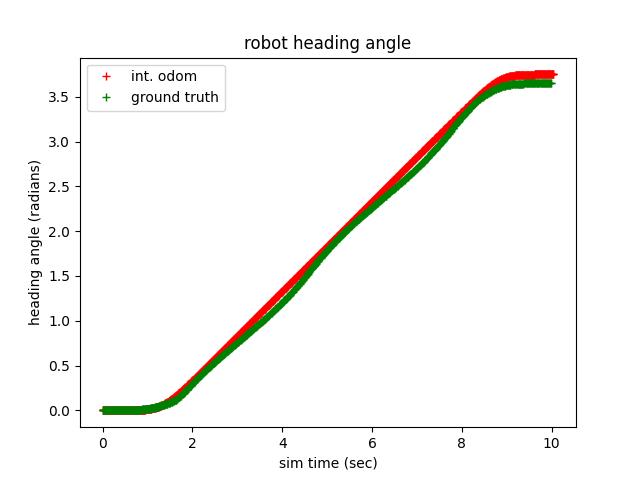 robot heading angle
int. odom
ground truth
heading angle (radians)
3.5
3.0
2.5
2.0
1.5
1.0
0.5
0.0
0 2 4 6 8 10
sim time (sec)